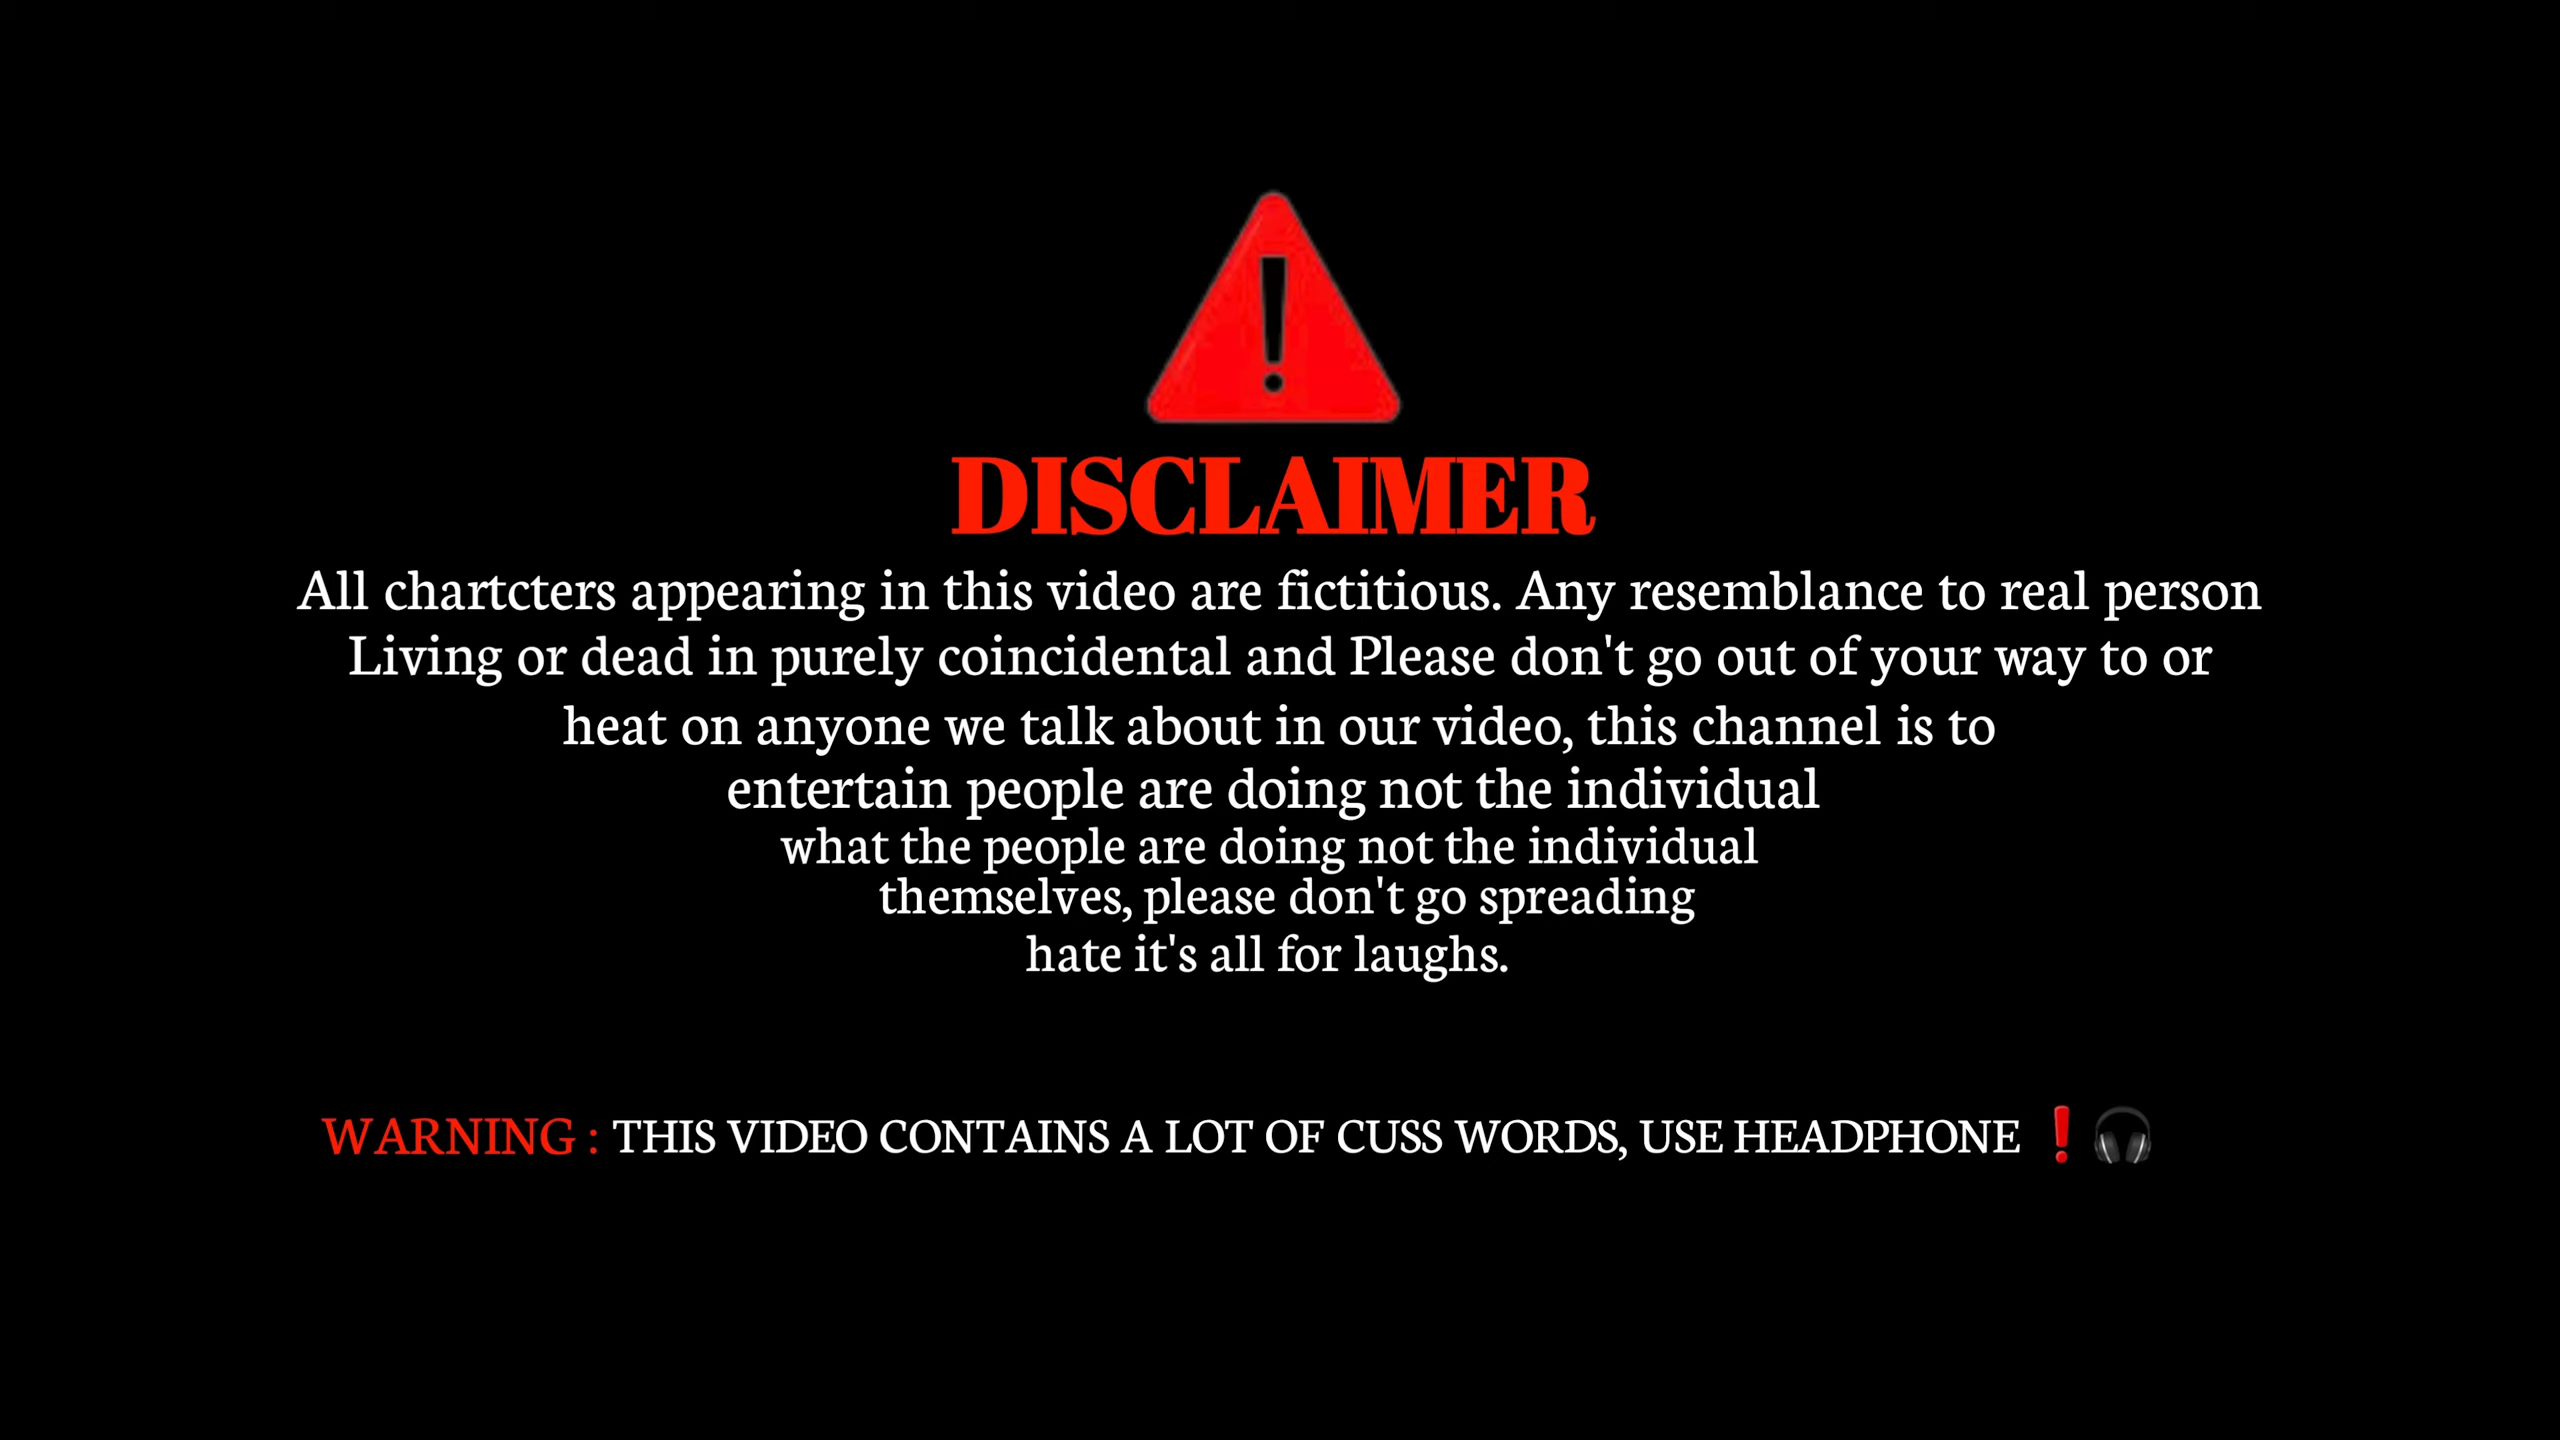 DISCLAIMER
All chartcters appearing in this video are fictitious. Any resemblance to real person
Living or dead in purely coincidental and Please don't go out of your way to or
heat on anyone we talk about in our video, this channel is to
entertain people are doing not the individual
what the people are doing not the individual
themselves, please don't go spreading
hate it's all for laughs.
WARNING : THIS VIDEO CONTAINS A LOT OF CUSS WORDS, USE HEADPHONE ❗🎧